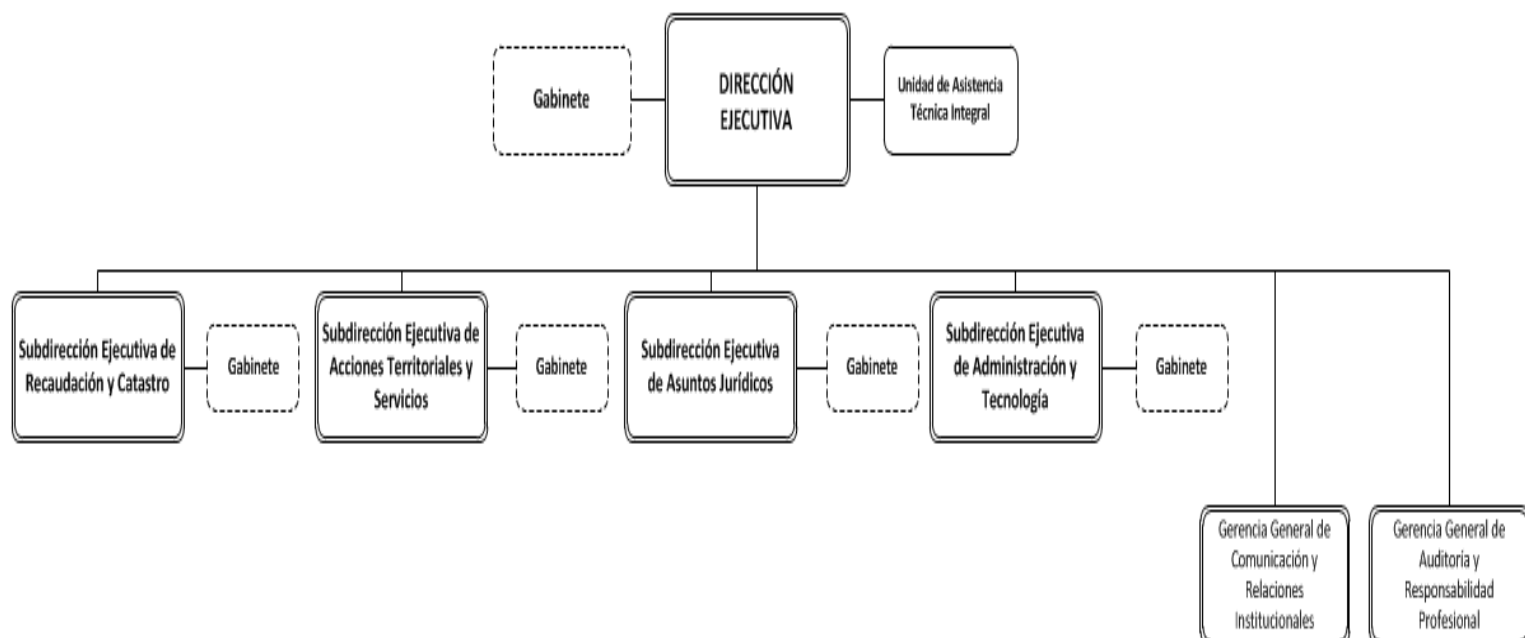 Gabinete
DIRECCIÓN
EJECUTIVA
Unidad de Asistencia
Técnica Integral
Subdirección Ejecutiva de
Recaudación y Catastro
Gabinete
Subdirección Ejecutiva de
Acciones Territoriales y
Servicios
Gabinete
Subdirección Ejecutiva
de Asuntos Jurídicos
Gabinete
Subdirección Ejecutiva
de Administración y
Tecnología
Gabinete
Gerencia General de
Comunicación y
Relaciones
Institucionales
Gerencia General de
Auditoría y
Responsabilidad
Profesional